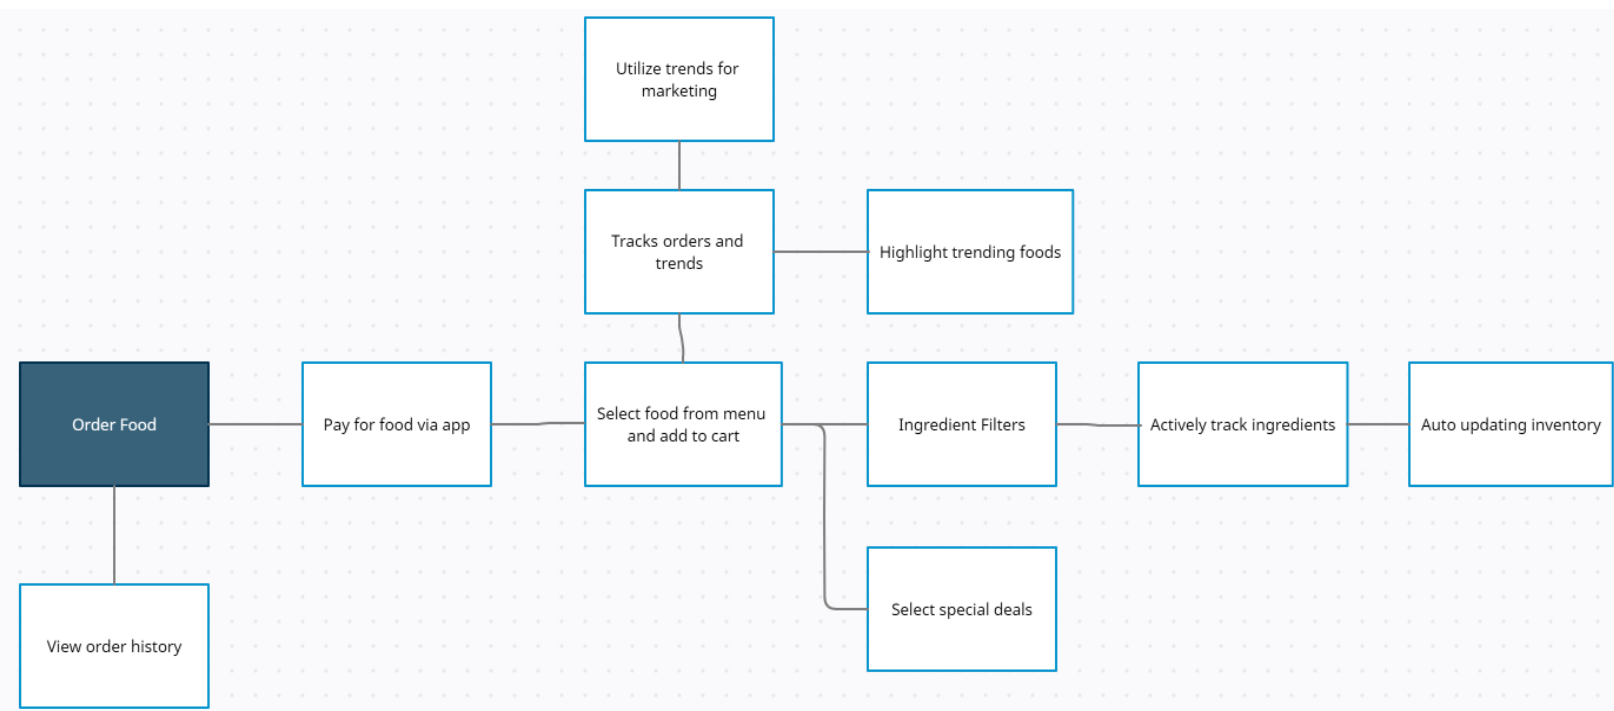 Utilize trends for
marketing
Tracks orders and
trends
Highlight trending foods
Order Food
Pay for food via app
Select food from menu
and add to cart
Ingredient Filters
Actively track ingredients
Auto updating inventory
Select special deals
View order history